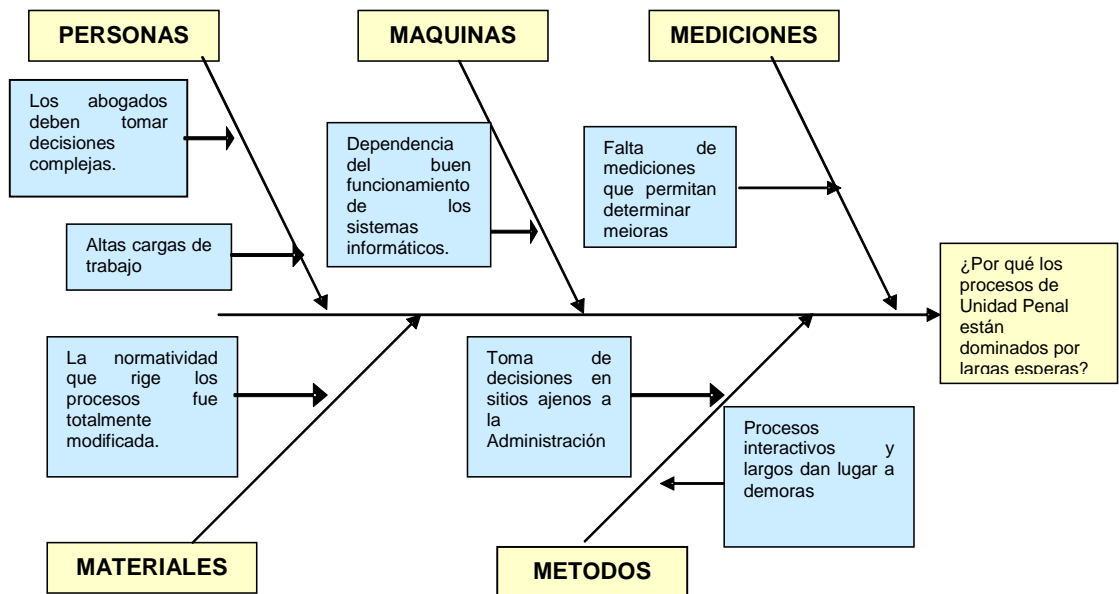 PERSONAS
MAQUINAS
MEDICIONES
Los abogados
deben tomar
decisiones
complejas.
Dependencia
del buen
funcionamiento
de los
sistemas
informáticos.
Falta de
mediciones
que permitan
determinar
meioras
Altas cargas de
trabajo
¿Por qué los
procesos de
Unidad Penal
están
dominados por
largas esperas?
La normatividad
que rige los
procesos fue
totalmente
modificada.
Toma de
decisiones en
sitios ajenos a
la
Administración
Procesos
interactivos y
largos dan lugar a
demoras
MATERIALES
METODOS